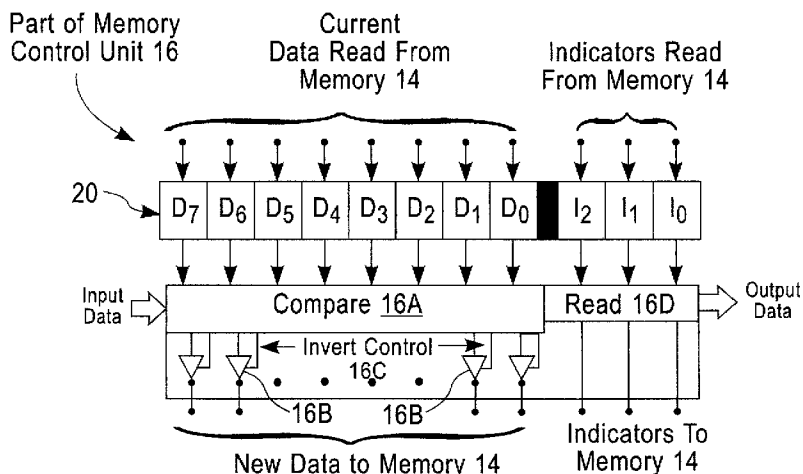 Part of Memory
Control Unit 16
Current
Data Read From
Memory 14
Indicators Read
From Memory 14
20
D7 D6 D5 D4 D3 D2 D1 D0 I2 I1 I0
Input
Data
Compare 16A
Read 16D
Output
Data
Invert Control
16C
16B
16B
New Data to Memory 14
Indicators To
Memory 14